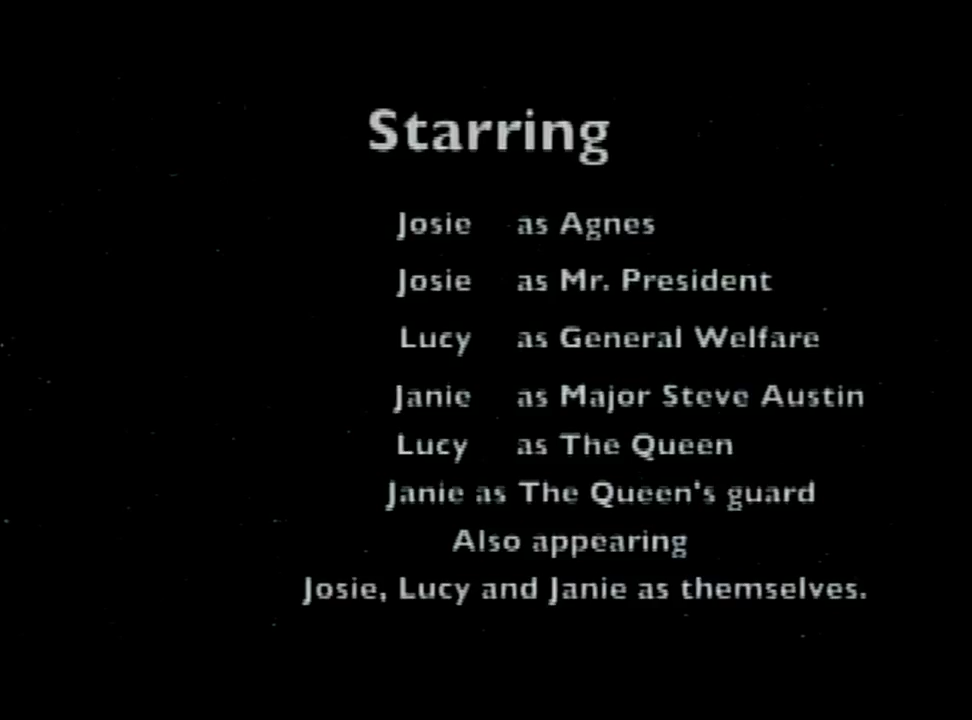 Starring
Josie as Agnes
Josie as Mr. President
Lucy as General Welfare
Janie as Major Steve Austin
Lucy as The Queen
Janie as The Queen's guard
Also appearing
Josie, Lucy and Janie as themselves.